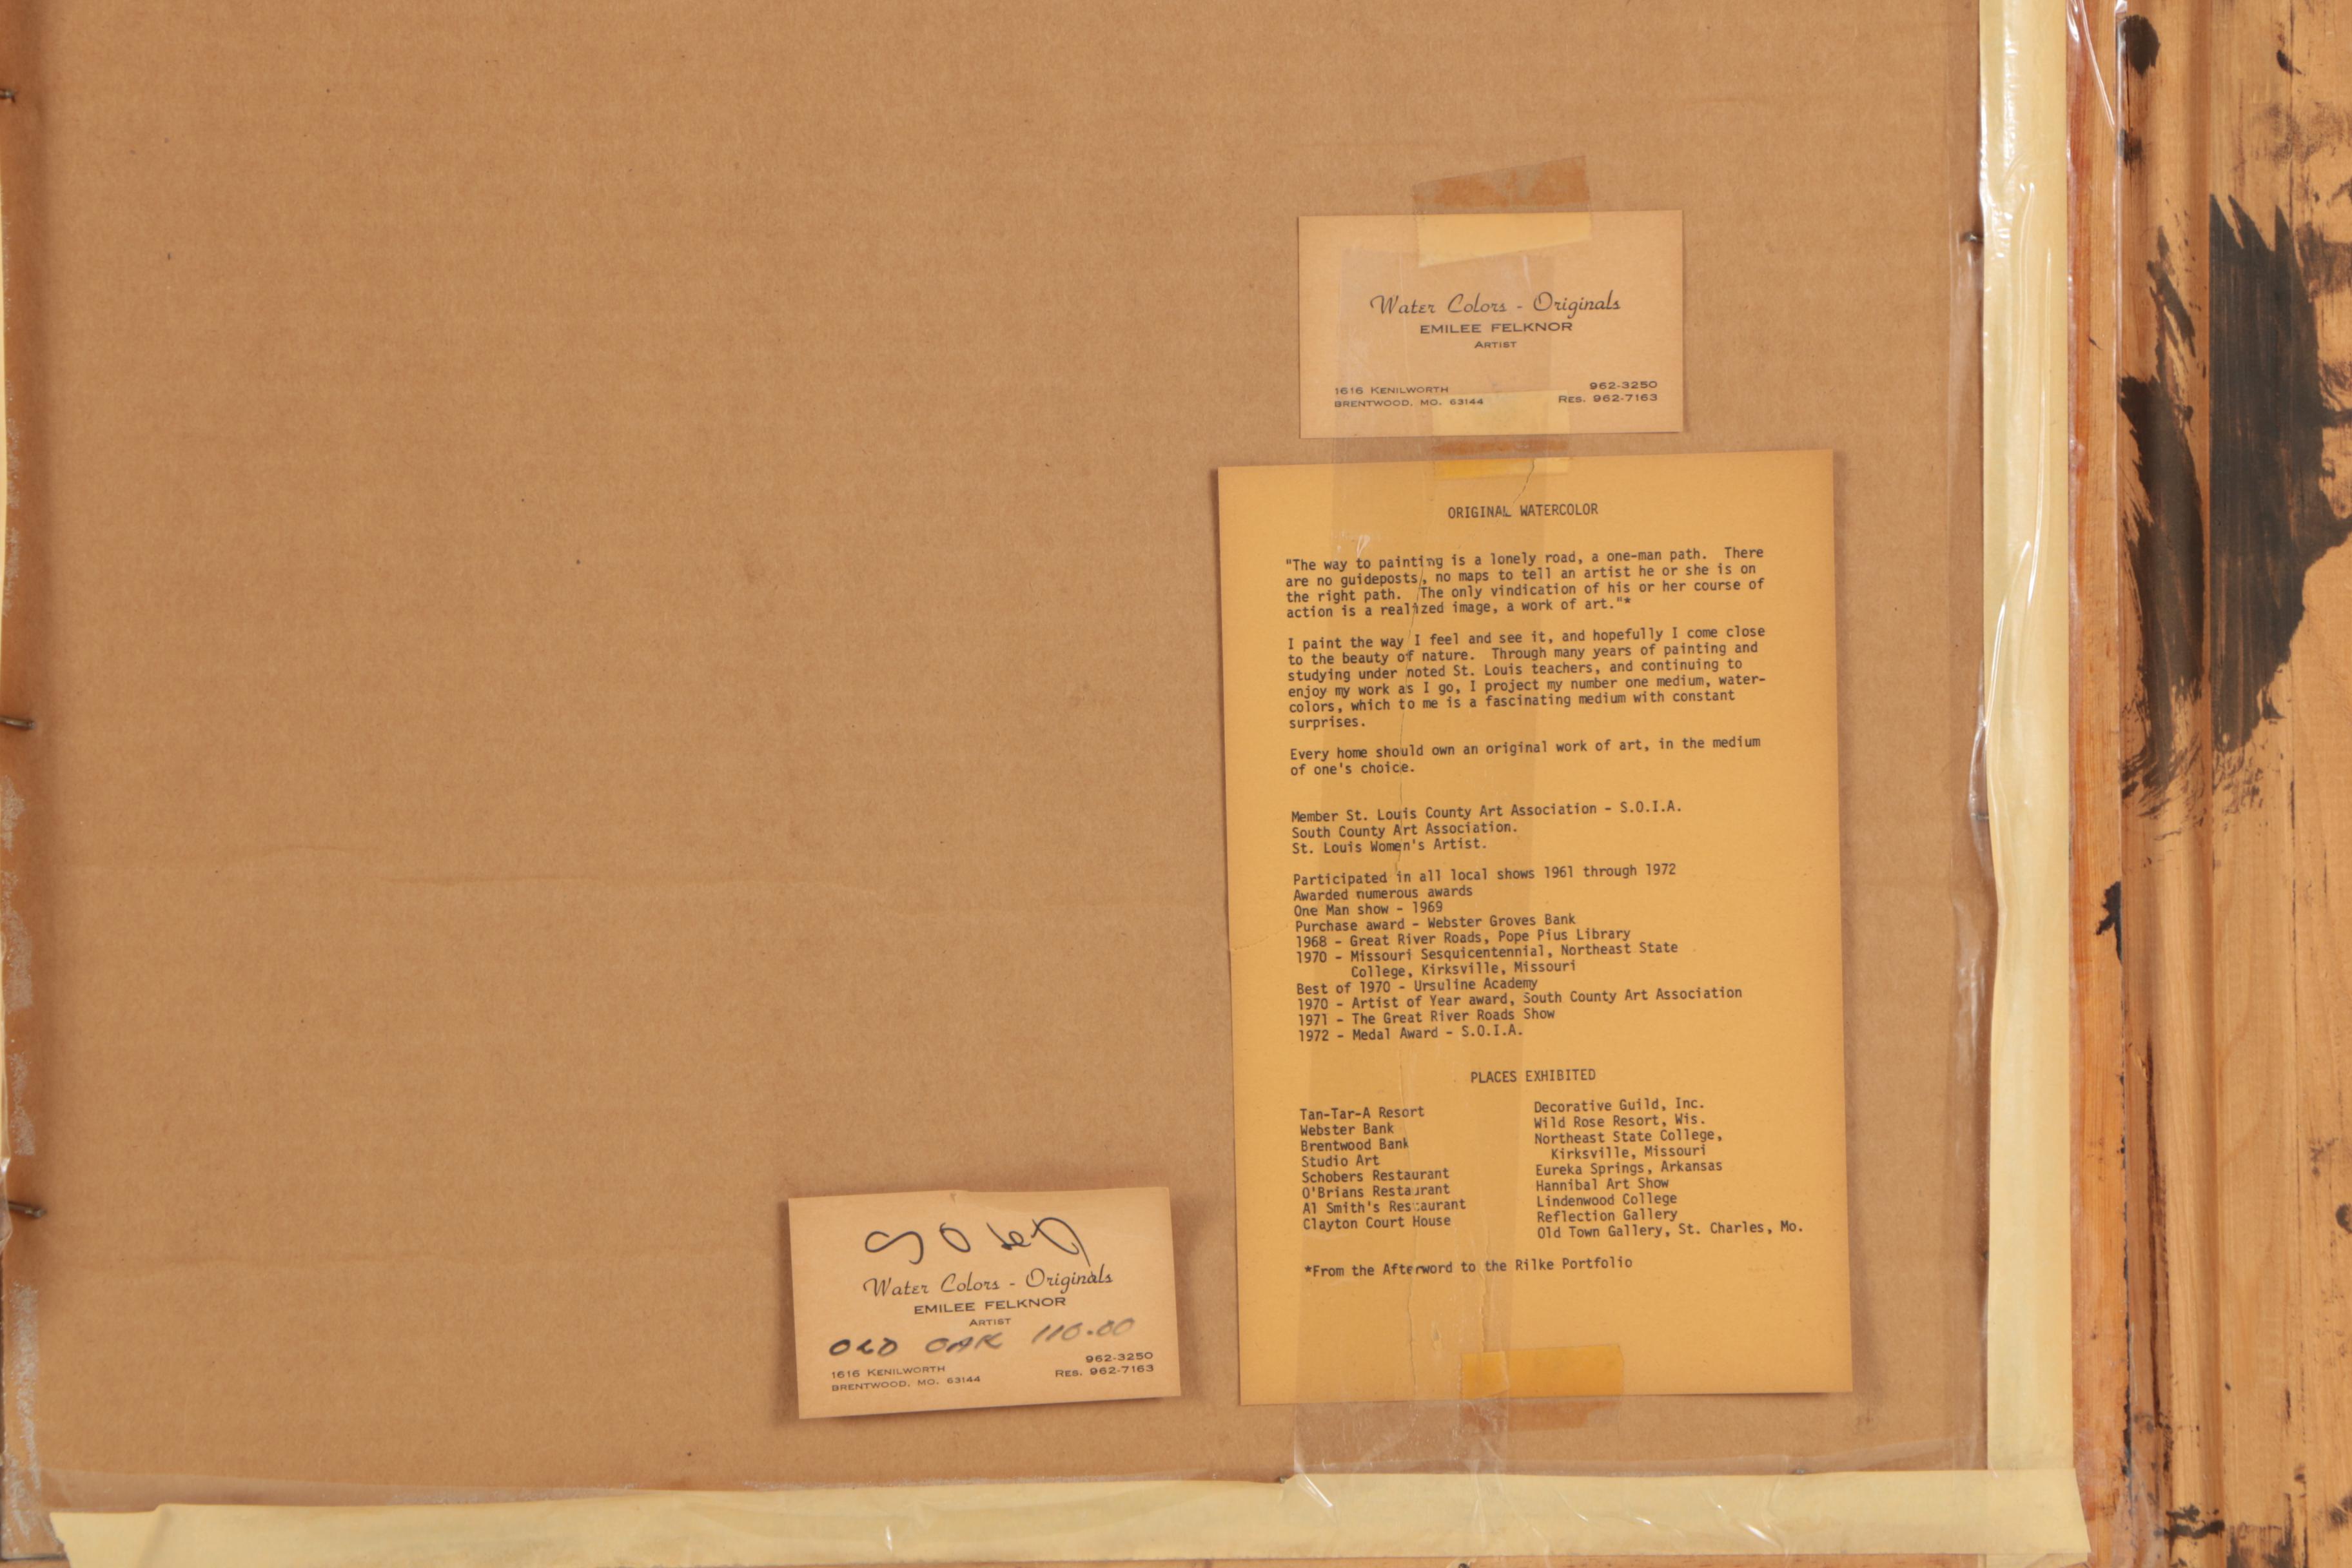 Water Colors - Originals
EMILEE FELKNOR
ARTIST
1616 KENILWORTH
BRENTWOOD, MO. 63144
962-3250
RES. 962-7163
ORIGINAL WATERCOLOR
"The way to painting is a lonely road, a one-man path. There
are no guideposts, no maps to tell an artist he or she is on
the right path. The only vindication of his or her course of
action is a realized image, a work of art."*
I paint the way I feel and see it, and hopefully I come close
to the beauty of nature. Through many years of painting and
studying under noted St. Louis teachers, and continuing to
enjoy my work as I go, I project my number one medium, water-
colors, which to me is a fascinating medium with constant
surprises.
Every home should own an original work of art, in the medium
of one's choice.
Member St. Louis County Art Association - S.O.I.A.
South County Art Association.
St. Louis Women's Artist.
Participated in all local shows 1961 through 1972
Awarded numerous awards
One Man show - 1969
Purchase award - Webster Groves Bank
1968 - Great River Roads, Pope Pius Library
1970 - Missouri Sesquicentennial, Northeast State
College, Kirksville, Missouri
Best of 1970 - Ursuline Academy
1970 - Artist of Year award, South County Art Association
1971 - The Great River Roads Show
1972 - Medal Award - S.O.I.A.
PLACES EXHIBITED
Tan-Tar-A Resort
Webster Bank
Brentwood Bank
Studio Art
Schobers Restaurant
O'Brians Restaurant
Al Smith's Restaurant
Clayton Court House
Decorative Guild, Inc.
Wild Rose Resort, Wis.
Northeast State College,
Kirksville, Missouri
Eureka Springs, Arkansas
Hannibal Art Show
Lindenwood College
Reflection Gallery
Old Town Gallery, St. Charles, Mo.
*From the Afterword to the Rilke Portfolio
Water Colors - Originals
EMILEE FELKNOR
ARTIST
OLD OAK 110.00
1616 KENILWORTH
BRENTWOOD, MO. 63144
962-3250
RES. 962-7163